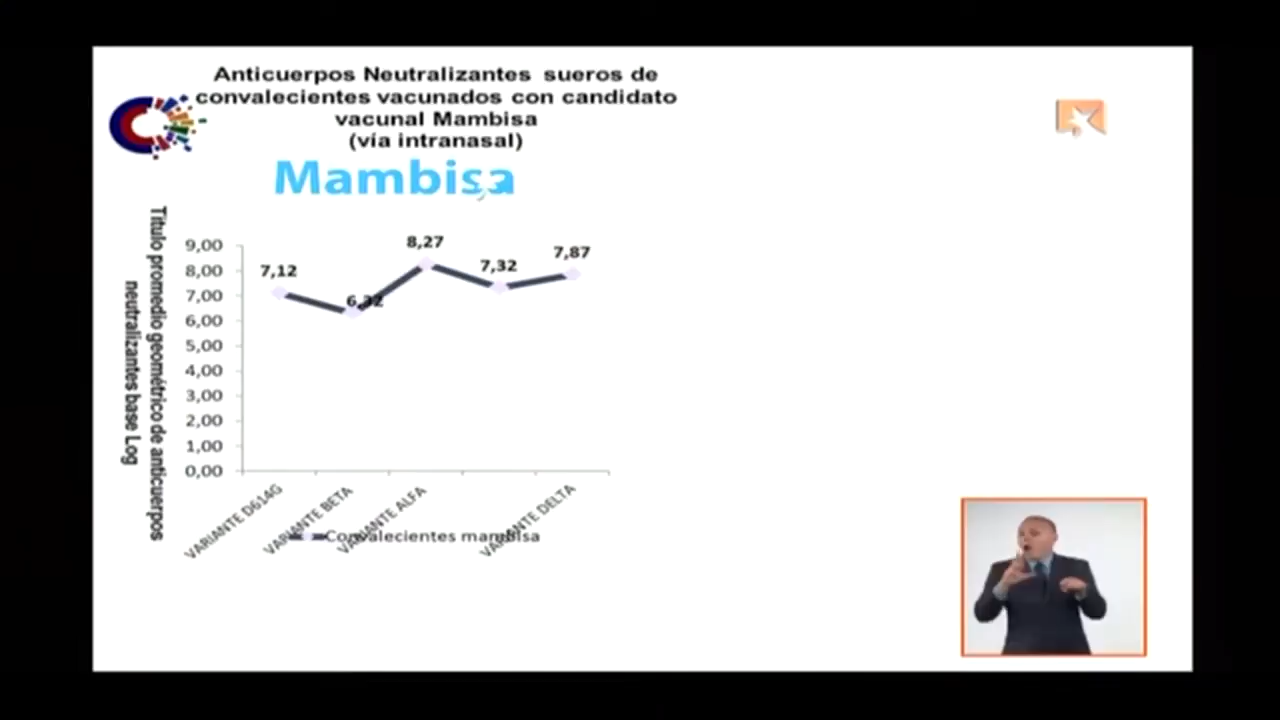 Anticuerpos Neutralizantes sueros de
convalecientes vacunados con candidato
vacunal Mambisa
(vía intranasal)
Mambisa
Título promedio geométrico de anticuerpos
neutralizantes base Log
9,00
8,00
7,00
6,00
5,00
4,00
3,00
2,00
1,00
0,00
7,12
6,32
8,27
7,32
7,87
VARIANTE D614G
VARIANTE BETA
VARIANTE ALFA
VARIANTE DELTA
Convalecientes mambisa